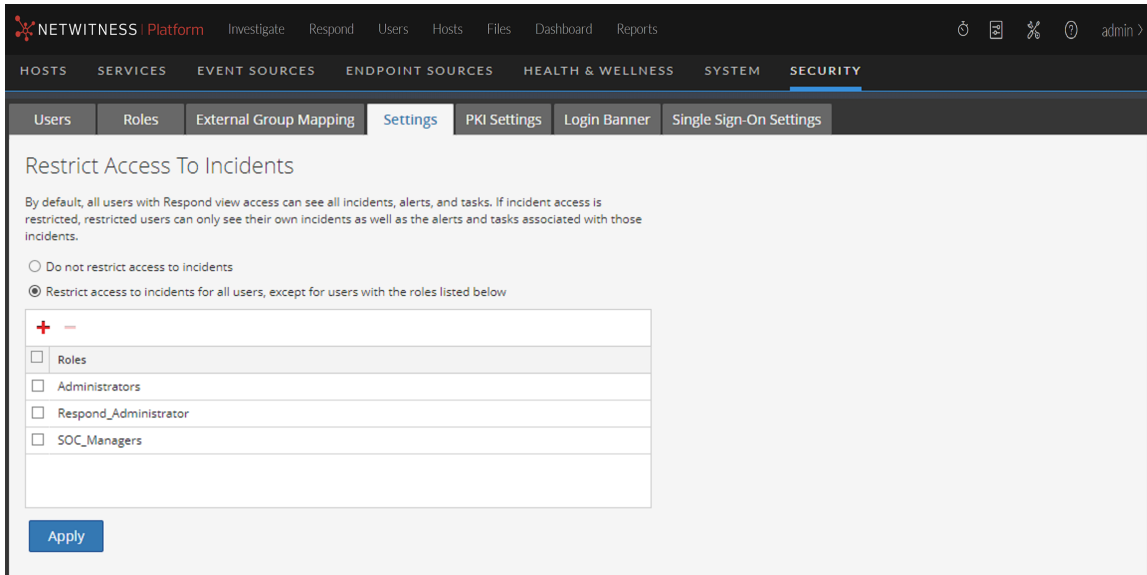 NETWITNESS | Platform Investigate Respond Users Hosts Files Dashboard Reports admin >
HOSTS SERVICES EVENT SOURCES ENDPOINT SOURCES HEALTH & WELLNESS SYSTEM SECURITY
Users Roles External Group Mapping Settings PKI Settings Login Banner Single Sign-On Settings
Restrict Access To Incidents
By default, all users with Respond view access can see all incidents, alerts, and tasks. If incident access is
restricted, restricted users can only see their own incidents as well as the alerts and tasks associated with those
incidents.
Do not restrict access to incidents
Restrict access to incidents for all users, except for users with the roles listed below
Roles
Administrators
Respond_Administrator
SOC_Managers
Apply